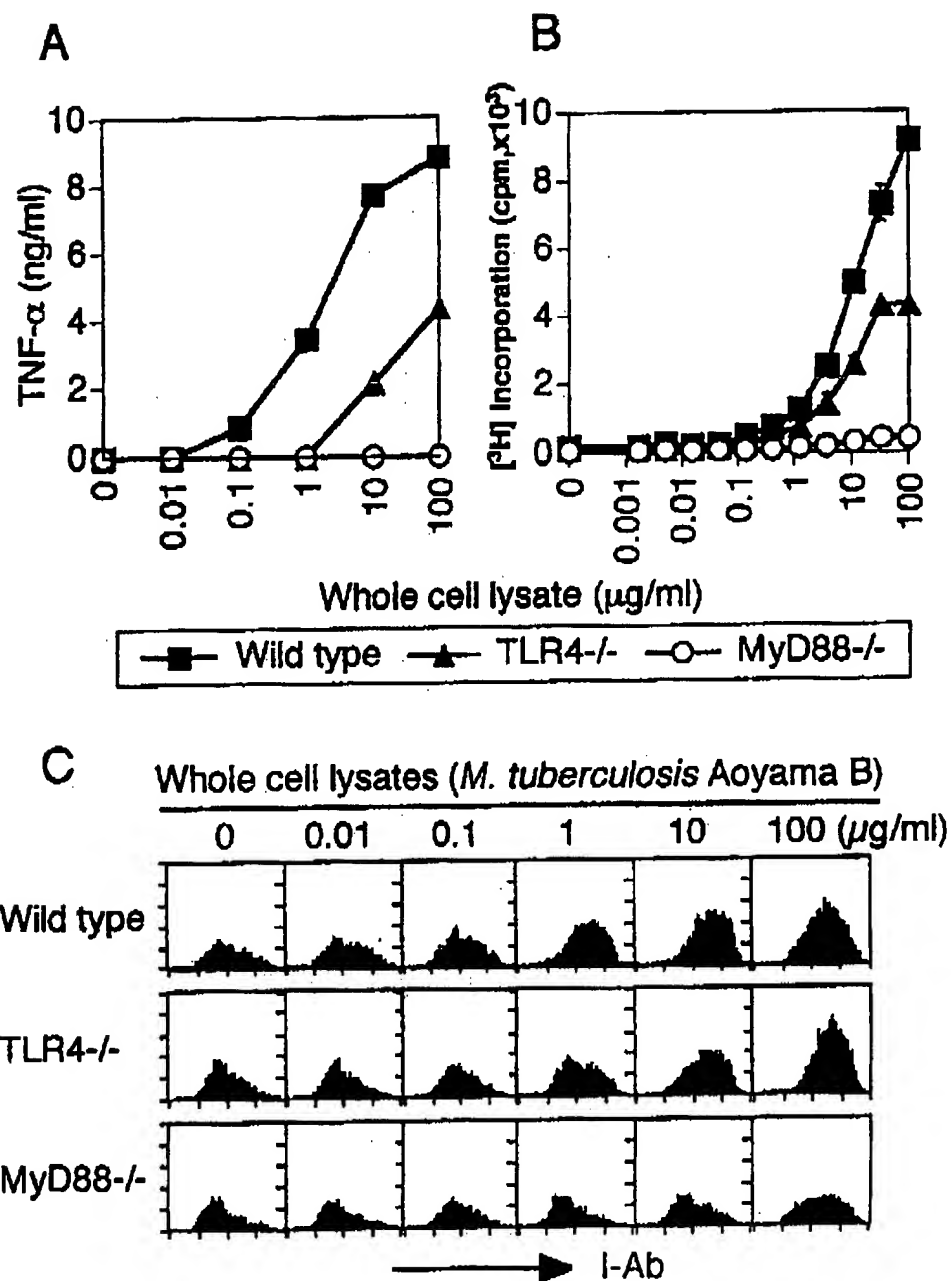 A
B
TNF-α (ng/ml)
10
8
6
4
2
0
0
0.01
0.1
1
10
100
[³H] Incorporation (cpm,x10³)
10
8
6
4
2
0
0
0.001
0.01
0.1
1
10
100
Whole cell lysate (μg/ml)
Wild type TLR4-/- MyD88-/-
C
Whole cell lysates (M. tuberculosis Aoyama B)
0 0.01 0.1 1 10 100 (μg/ml)
Wild type
TLR4-/-
MyD88-/-
I-Ab